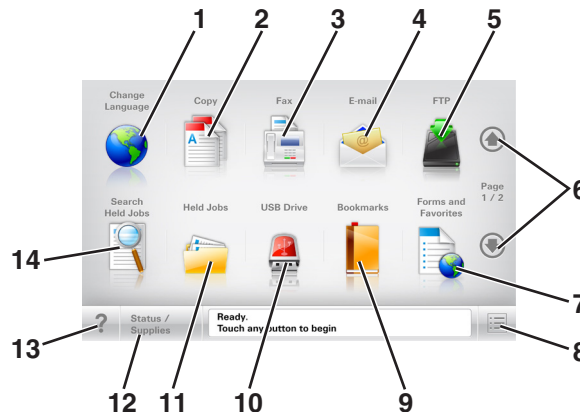 1 2 3 4 5
Change Language
Copy
Fax
E-mail
FTP
6
Page
1 / 2
Search Held Jobs
Held Jobs
USB Drive
Bookmarks
Forms and Favorites
14
7
?
Status / Supplies
Ready.
Touch any button to begin
8
13
12
11
10
9